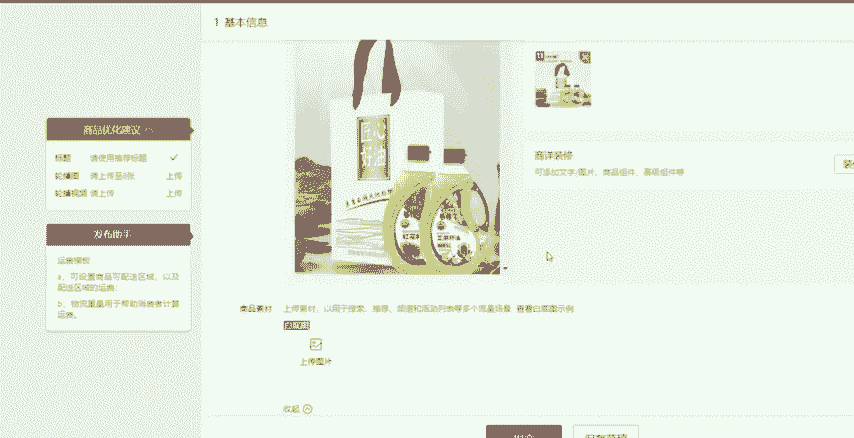 1 基本信息
商品优化建议
标题 请使用推荐标题
轮播图 请上传至8张 上传
轮播视频 请上传 上传
发布助手
运费模板
a、可设置商品可配送区域，以及
配送区域的运费；
b、物流重量用于帮助消费者计算
运费。
匠心
好油
商详装修
可添加文字/图片、商品组件、高级组件等
商品素材 上传素材，以用于搜索、推荐、频道和活动列表等多个流量场景 查看白底图示例
白底图
上传图片
收起